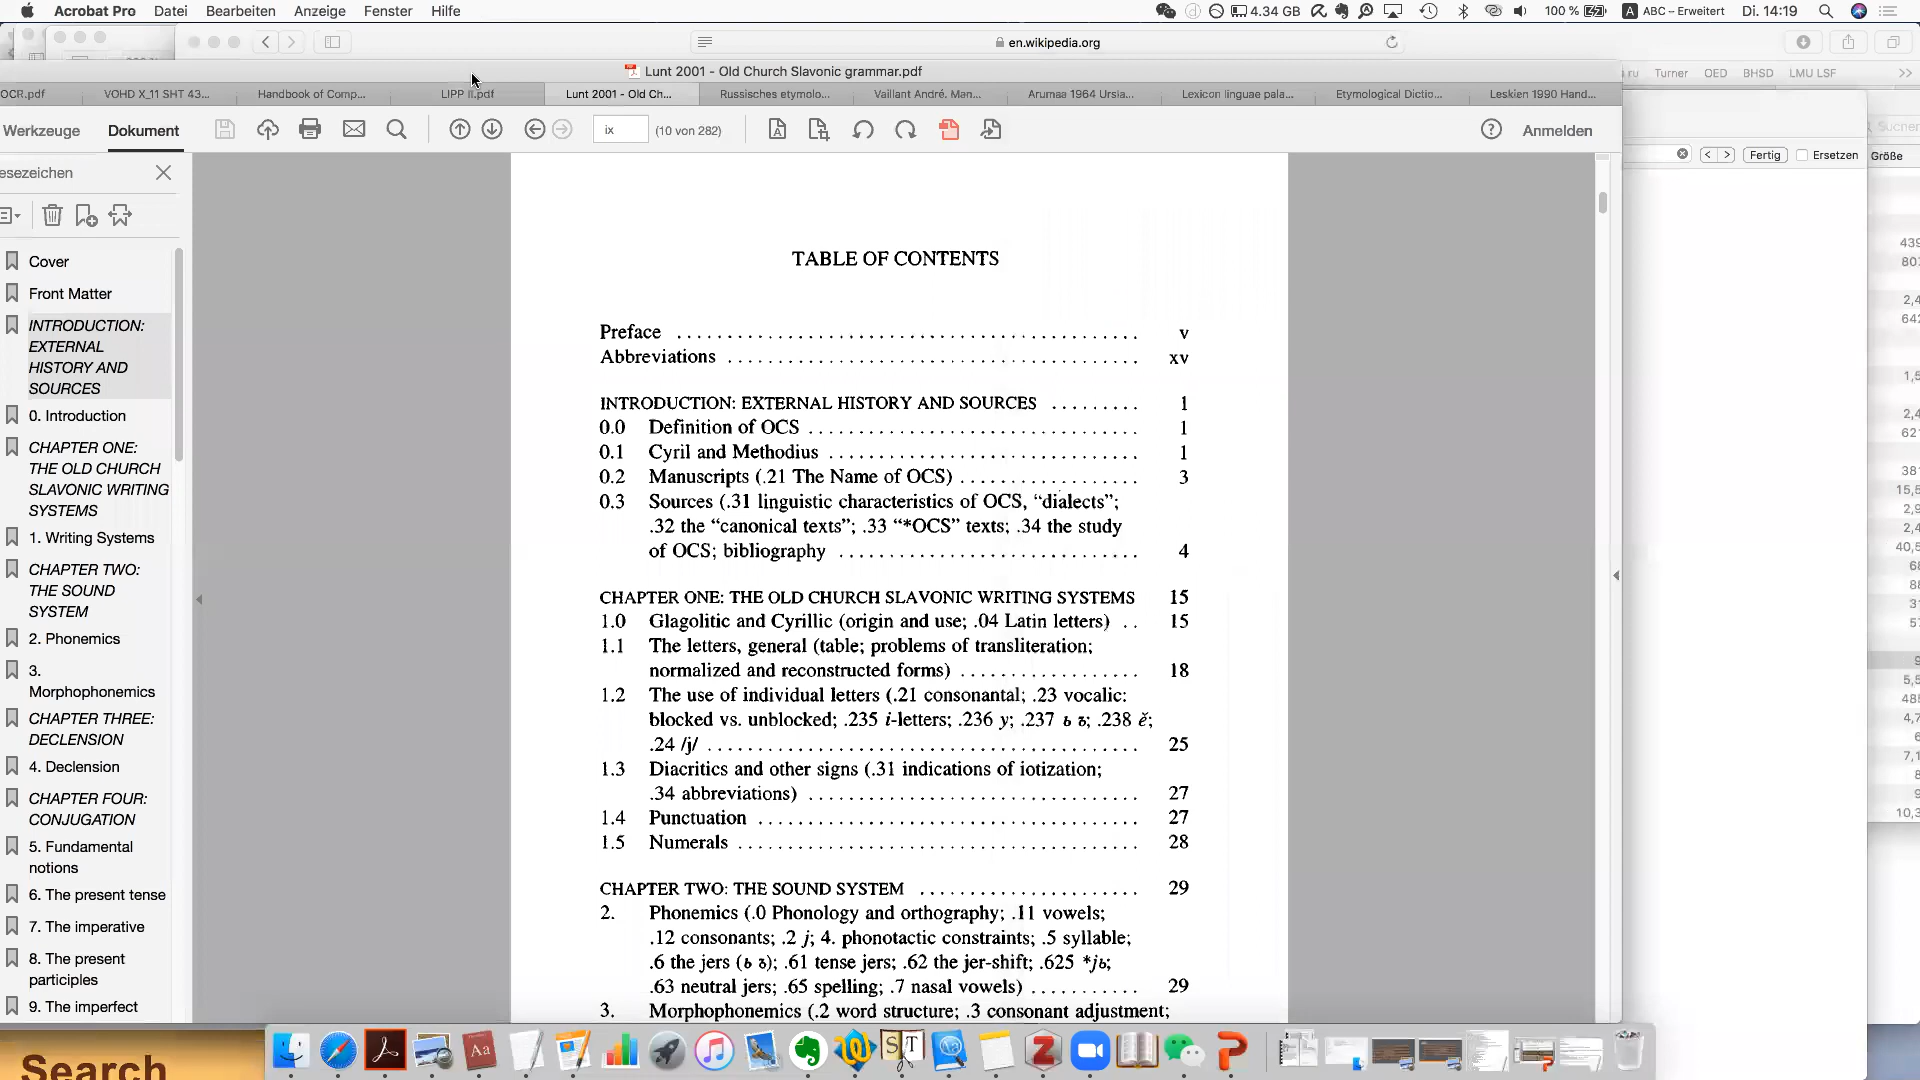 Acrobat Pro Datei Bearbeiten Anzeige Fenster Hilfe 4.34 GB 100 % ABC – Erweitert Di. 14:19
en.wikipedia.org
Lunt 2001 - Old Church Slavonic grammar.pdf
ru Turner OED BHSD LMU LSF
OCR.pdf VOHD X_11 SHT 43... Handbook of Comp... LIPP II.pdf Lunt 2001 - Old Ch... Russisches etymolo... Vaillant André. Man... Arumaa 1964 Ursla... Lexicon linguae pala... Etymological Dictio... Leskien 1990 Hand...
Werkzeuge Dokument ix (10 von 282) Anmelden
Suchen
Fertig Ersetzen Größe
esezeichen
Cover
Front Matter
INTRODUCTION:
EXTERNAL
HISTORY AND
SOURCES
0. Introduction
CHAPTER ONE:
THE OLD CHURCH
SLAVONIC WRITING
SYSTEMS
1. Writing Systems
CHAPTER TWO:
THE SOUND
SYSTEM
2. Phonemics
3.
Morphophonemics
CHAPTER THREE:
DECLENSION
4. Declension
CHAPTER FOUR:
CONJUGATION
5. Fundamental
notions
6. The present tense
7. The imperative
8. The present
participles
9. The imperfect
TABLE OF CONTENTS
Preface . . . . . . . . . . v
Abbreviations . . . . . . . . . . xv
INTRODUCTION: EXTERNAL HISTORY AND SOURCES . . . . . . . . . 1
0.0 Definition of OCS . . . . . . . . . . 1
0.1 Cyril and Methodius . . . . . . . . . . 1
0.2 Manuscripts (.21 The Name of OCS) . . . . . . . . . . 3
0.3 Sources (.31 linguistic characteristics of OCS, “dialects”;
.32 the “canonical texts”; .33 “*OCS” texts; .34 the study
of OCS; bibliography . . . . . . . . . . 4
CHAPTER ONE: THE OLD CHURCH SLAVONIC WRITING SYSTEMS 15
1.0 Glagolitic and Cyrillic (origin and use; .04 Latin letters) . . 15
1.1 The letters, general (table; problems of transliteration;
normalized and reconstructed forms) . . . . . . . . . . 18
1.2 The use of individual letters (.21 consonantal; .23 vocalic:
blocked vs. unblocked; .235 i-letters; .236 y; .237 ь ъ; .238 ě;
.24 /j/ . . . . . . . . . . 25
1.3 Diacritics and other signs (.31 indications of iotization;
.34 abbreviations) . . . . . . . . . . 27
1.4 Punctuation . . . . . . . . . . 27
1.5 Numerals . . . . . . . . . . 28
CHAPTER TWO: THE SOUND SYSTEM . . . . . . . . . . 29
2. Phonemics (.0 Phonology and orthography; .11 vowels;
.12 consonants; .2 j; 4. phonotactic constraints; .5 syllable;
.6 the jers (ь ъ); .61 tense jers; .62 the jer-shift; .625 *jь;
.63 neutral jers; .65 spelling; .7 nasal vowels) . . . . . . . . . . 29
3. Morphophonemics (.2 word structure; .3 consonant adjustment;
Search